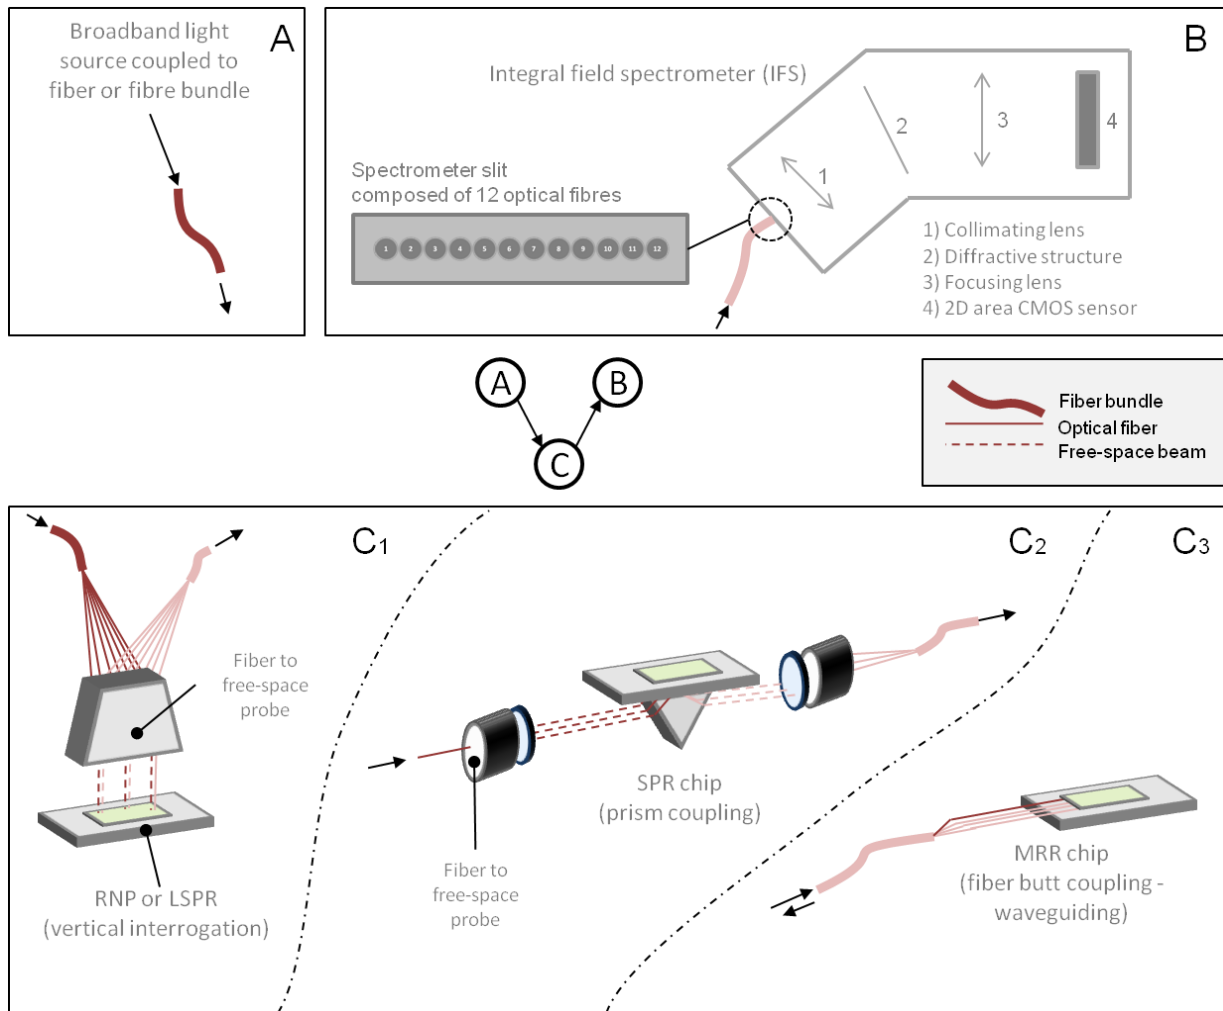 A
Broadband light
source coupled to
fiber or fibre bundle
B
Integral field spectrometer (IFS)
Spectrometer slit
composed of 12 optical fibres
1 2 3 4 5 6 7 8 9 10 11 12
1
2
3
4
1) Collimating lens
2) Diffractive structure
3) Focusing lens
4) 2D area CMOS sensor
A
B
C
Fiber bundle
Optical fiber
Free-space beam
C1
Fiber to
free-space
probe
RNP or LSPR
(vertical interrogation)
C2
SPR chip
(prism coupling)
Fiber to
free-space
probe
C3
MRR chip
(fiber butt coupling -
waveguiding)